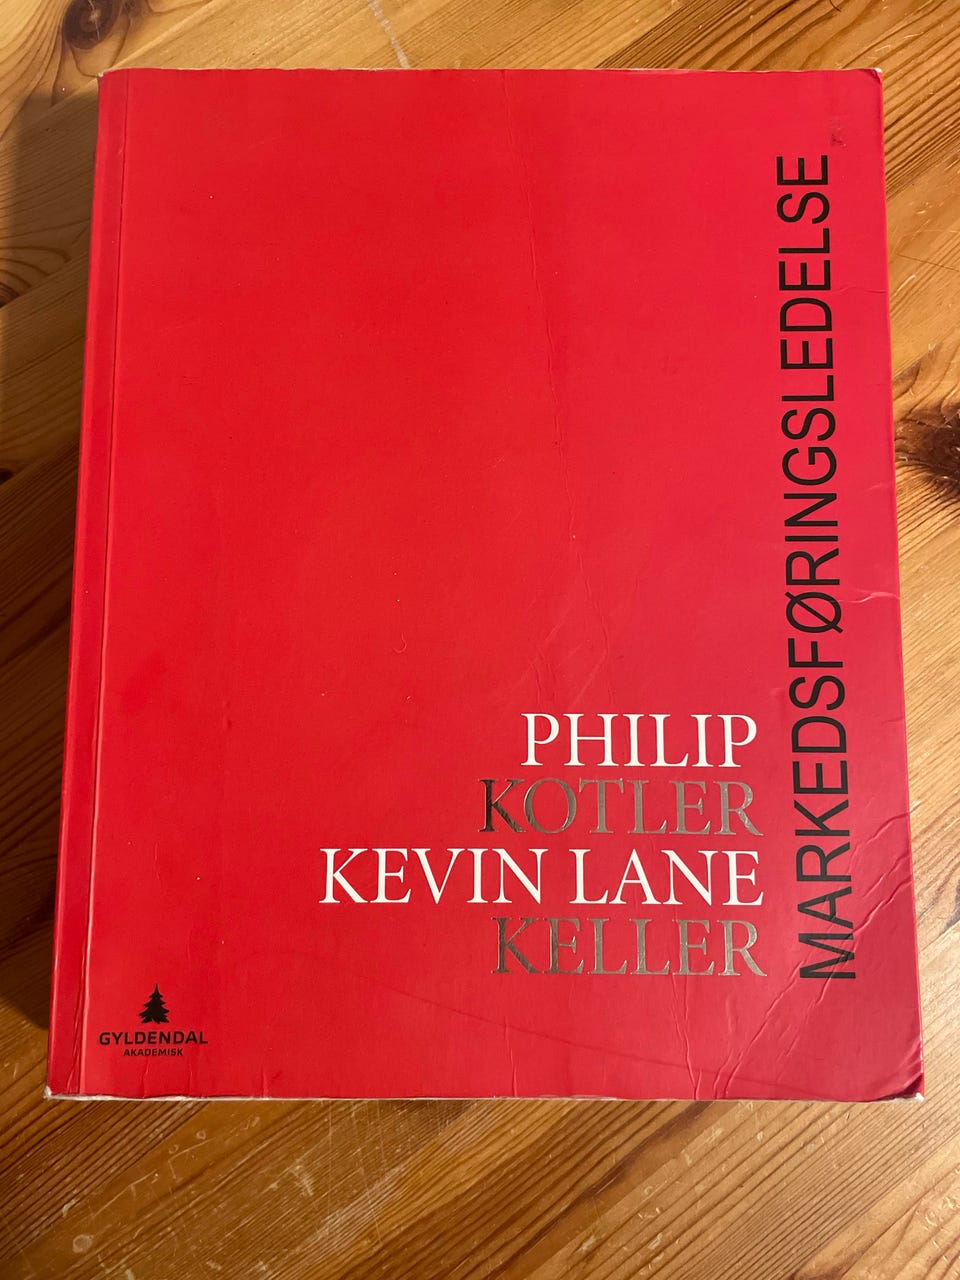 MARKEDSFØRINGSLEDELSE
PHILIP
KOTLER
KEVIN LANE
KELLER
GYLDENDAL
AKADEMISK